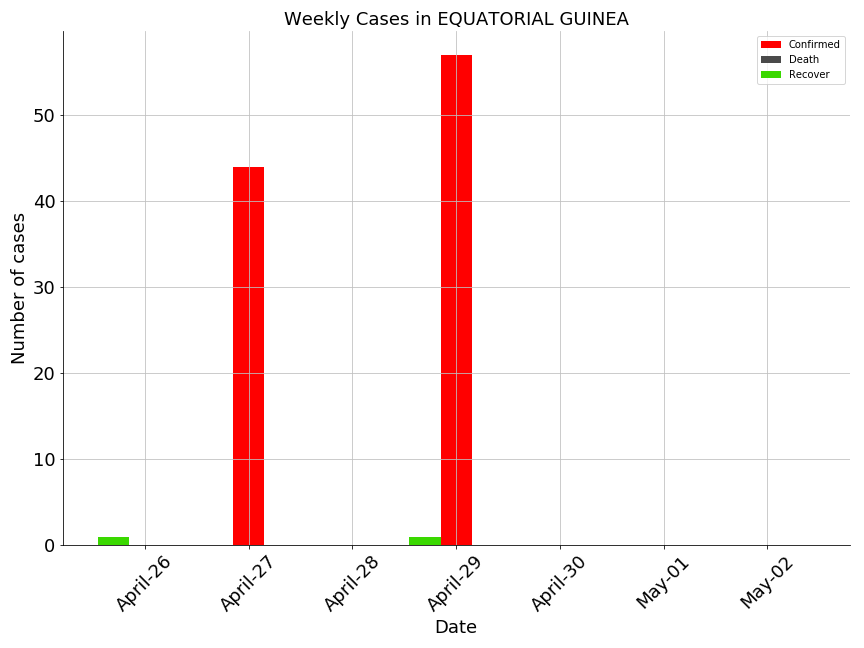 Weekly Cases in EQUATORIAL GUINEA
Confirmed
Death
Recover
Number of cases
50
40
30
20
10
0
April-26
April-27
April-28
April-29
April-30
May-01
May-02
Date